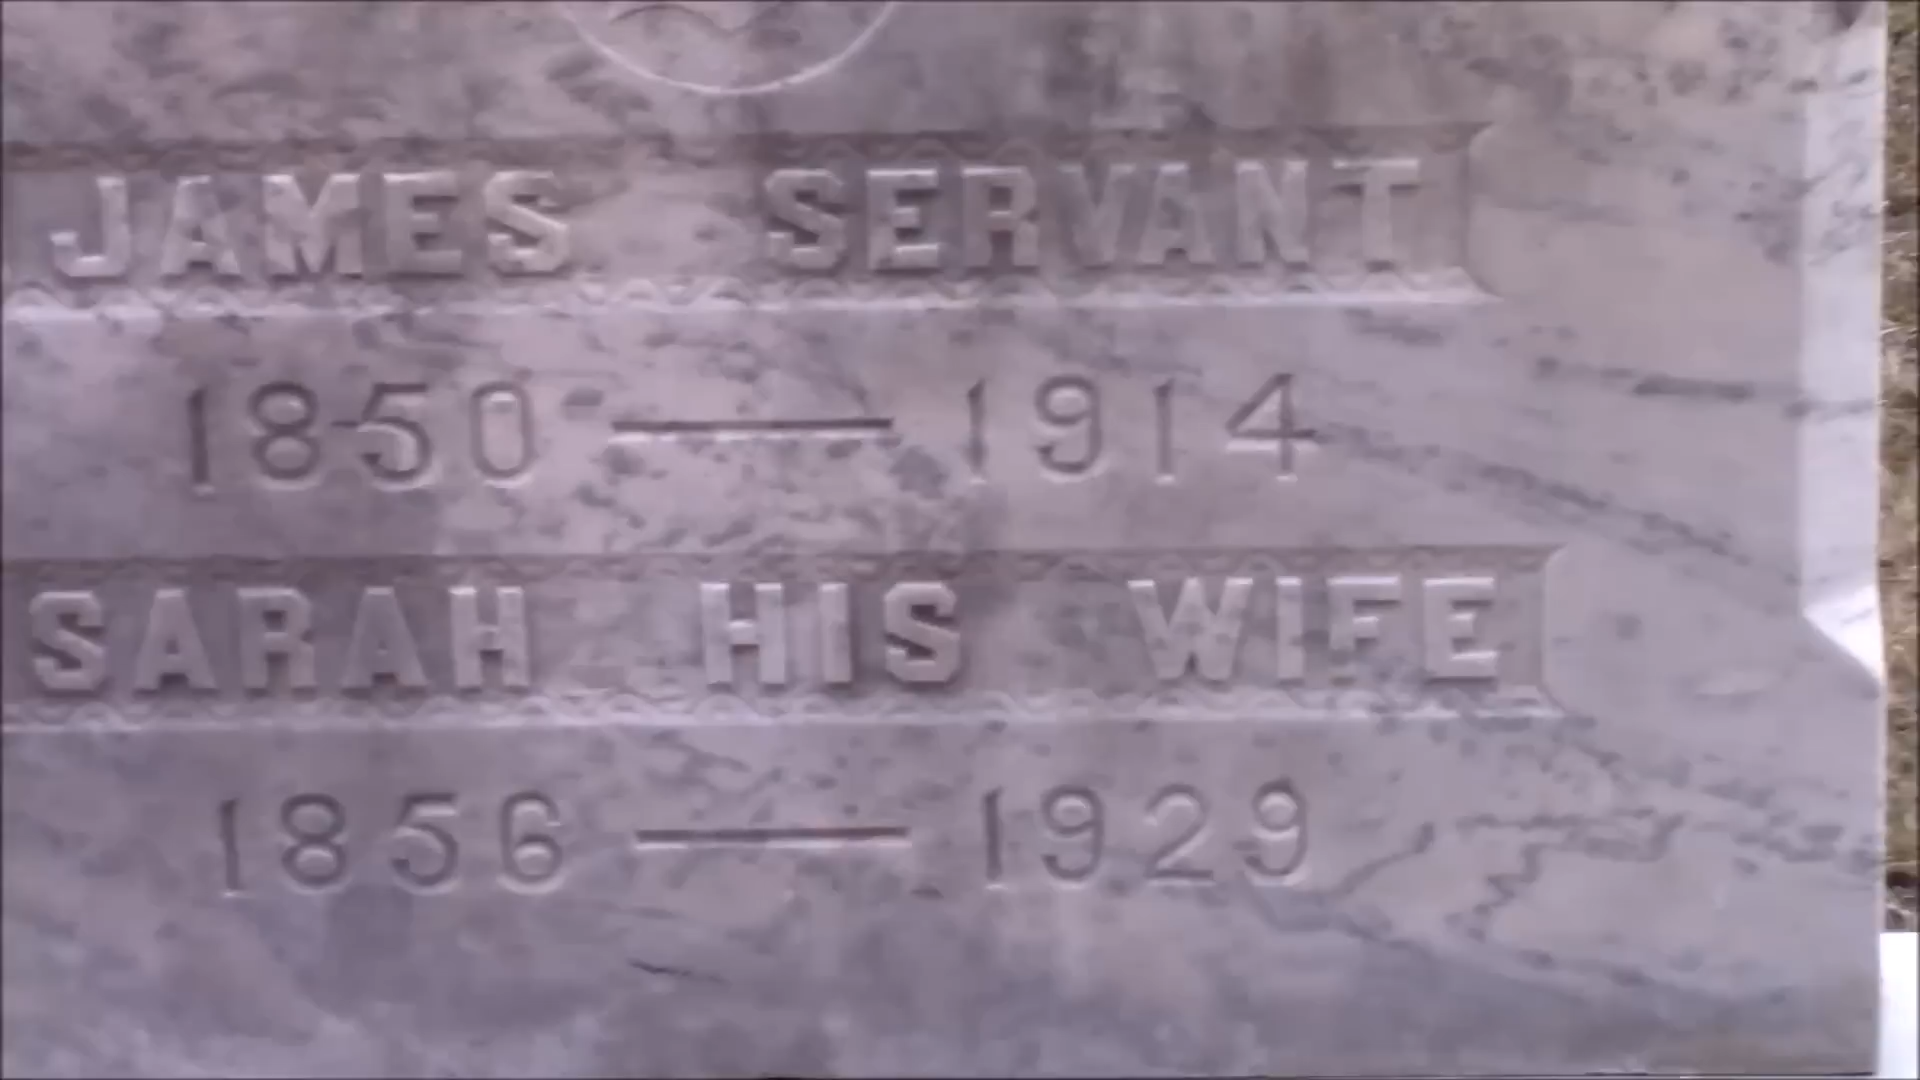 JAMES SERVANT
1850 — 1914
SARAH HIS WIFE
1856 — 1929